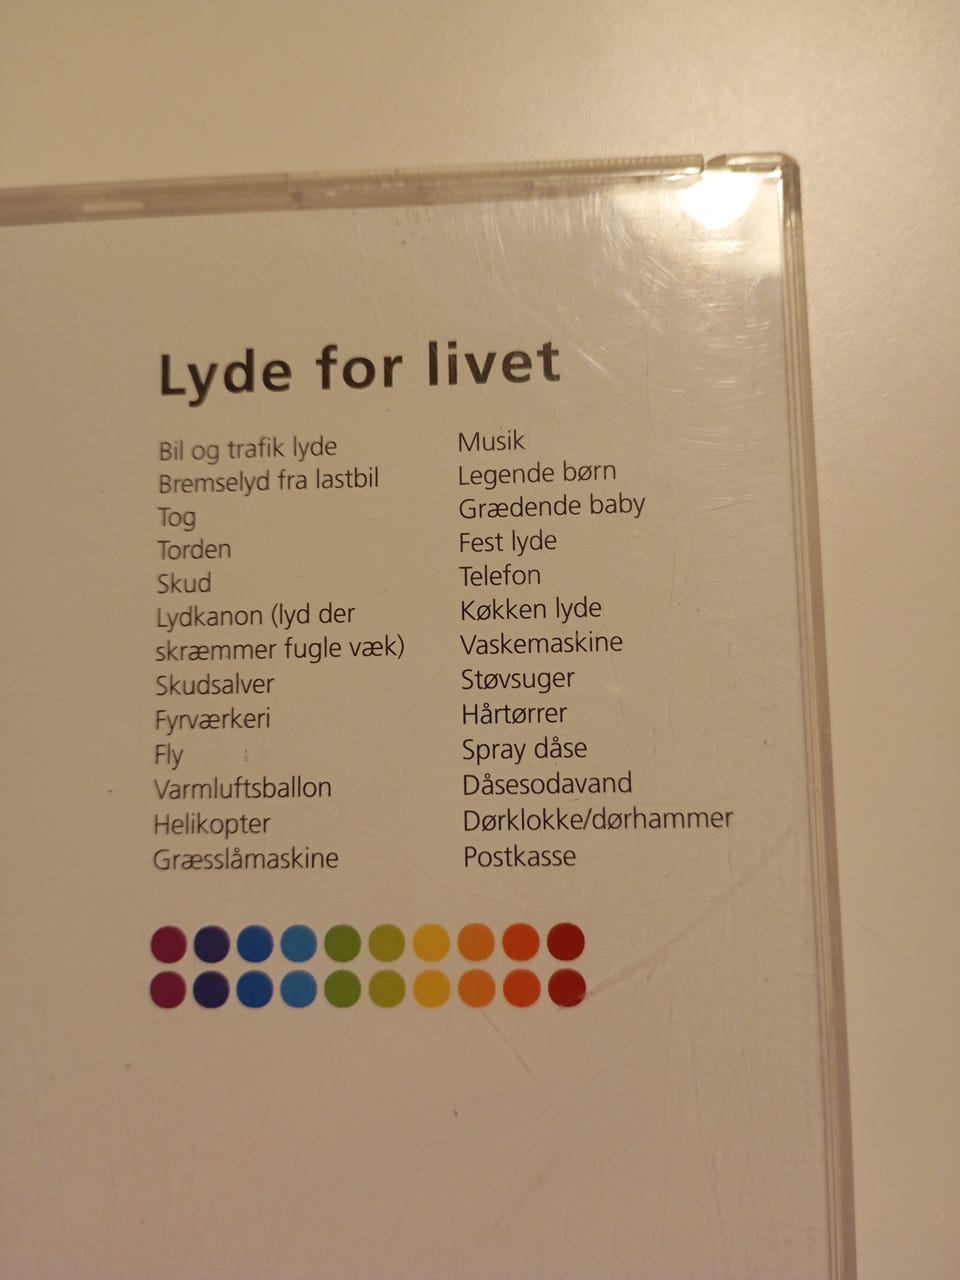 Lyde for livet
Bil og trafik lyde
Bremselyd fra lastbil
Tog
Torden
Skud
Lydkanon (lyd der
skræmmer fugle væk)
Skudsalver
Fyrværkeri
Fly
Varmluftsballon
Helikopter
Græsslåmaskine
Musik
Legende børn
Grædende baby
Fest lyde
Telefon
Køkken lyde
Vaskemaskine
Støvsuger
Hårtørrer
Spray dåse
Dåsesodavand
Dørklokke/dørhammer
Postkasse